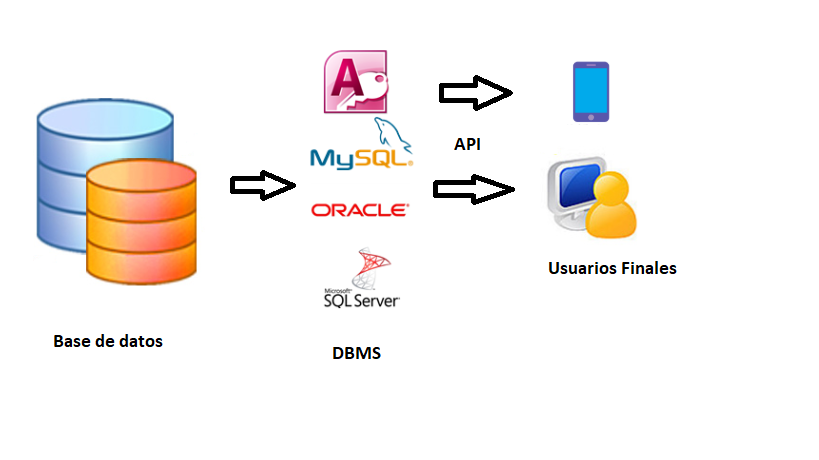 A
MySQL®
API
ORACLE®
Usuarios Finales
Microsoft®
SQL Server®
Base de datos
DBMS